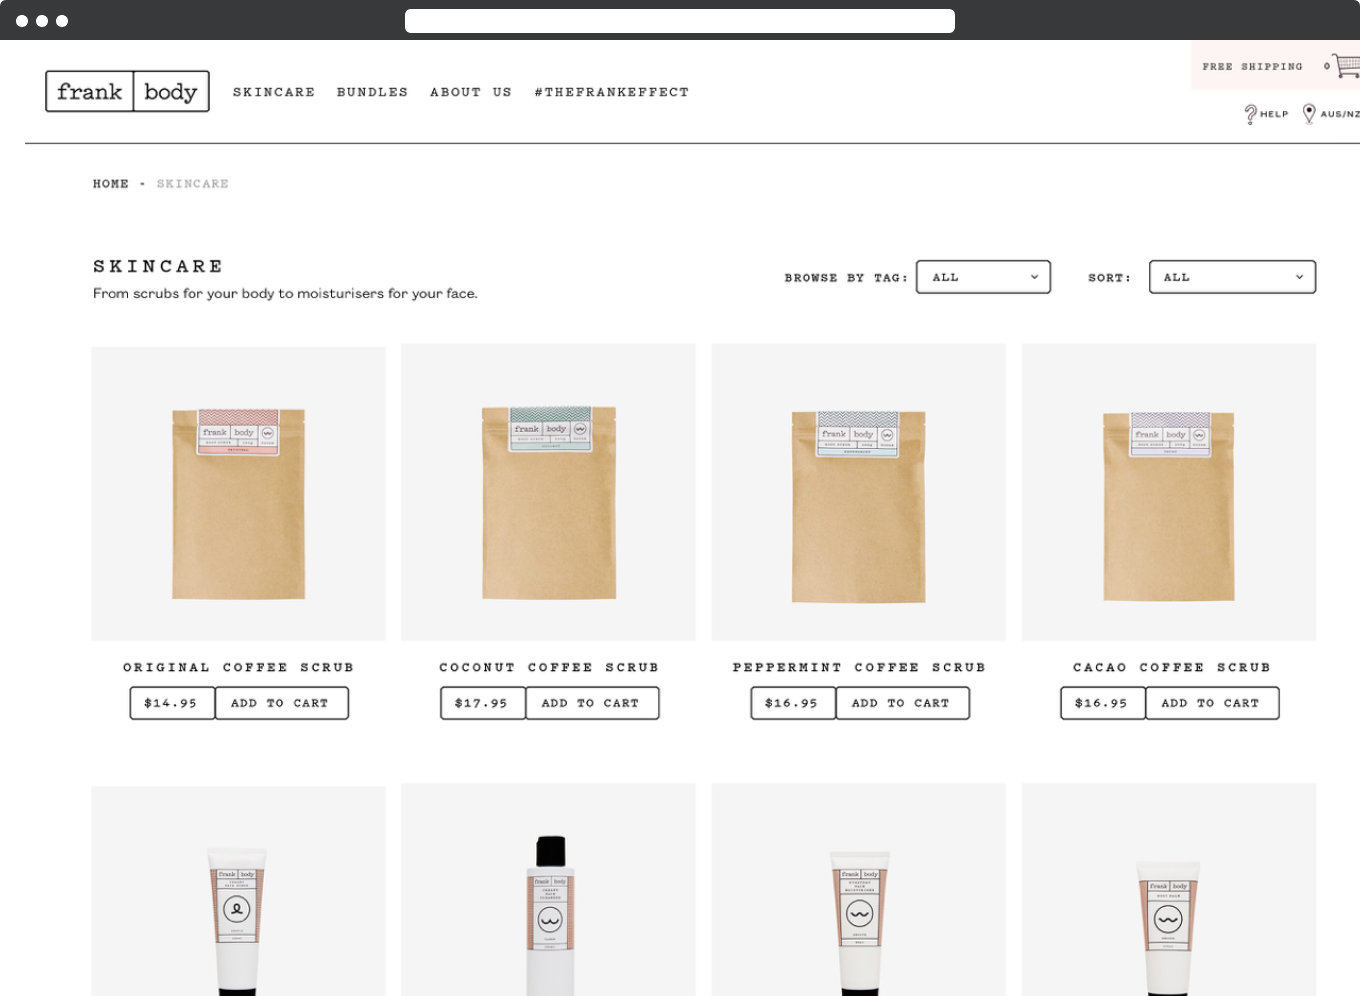 frank body
SKINCARE BUNDLES ABOUT US #THEFRANKEFFECT
FREE SHIPPING 0
HELP AUS/NZ
HOME - SKINCARE
SKINCARE
From scrubs for your body to moisturisers for your face.
BROWSE BY TAG: ALL SORT: ALL
frank body
frank body
frank body
frank body
ORIGINAL COFFEE SCRUB
$14.95 ADD TO CART
COCONUT COFFEE SCRUB
$17.95 ADD TO CART
PEPPERMINT COFFEE SCRUB
$16.95 ADD TO CART
CACAO COFFEE SCRUB
$16.95 ADD TO CART
frank body
frank body
frank body
frank body